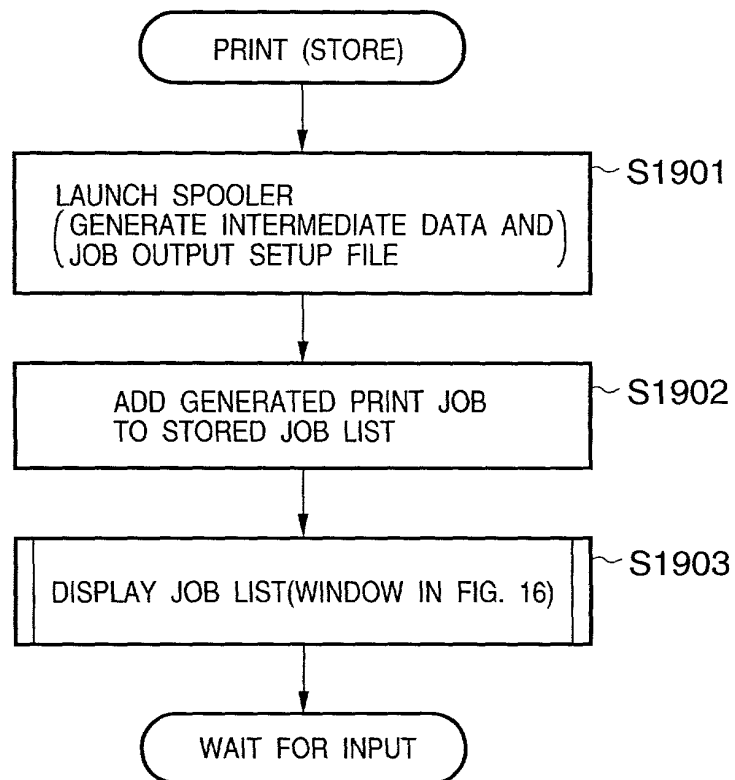 PRINT (STORE)
S1901
LAUNCH SPOOLER
(GENERATE INTERMEDIATE DATA AND
JOB OUTPUT SETUP FILE)
S1902
ADD GENERATED PRINT JOB
TO STORED JOB LIST
S1903
DISPLAY JOB LIST(WINDOW IN FIG. 16)
WAIT FOR INPUT